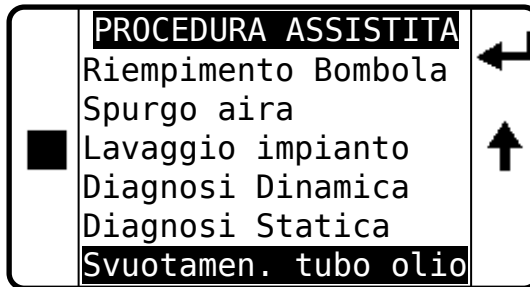 PROCEDURA ASSISTITA
Riempimento Bombola
Spurgo aira
Lavaggio impianto
Diagnosi Dinamica
Diagnosi Statica
Svuotamen. tubo olio